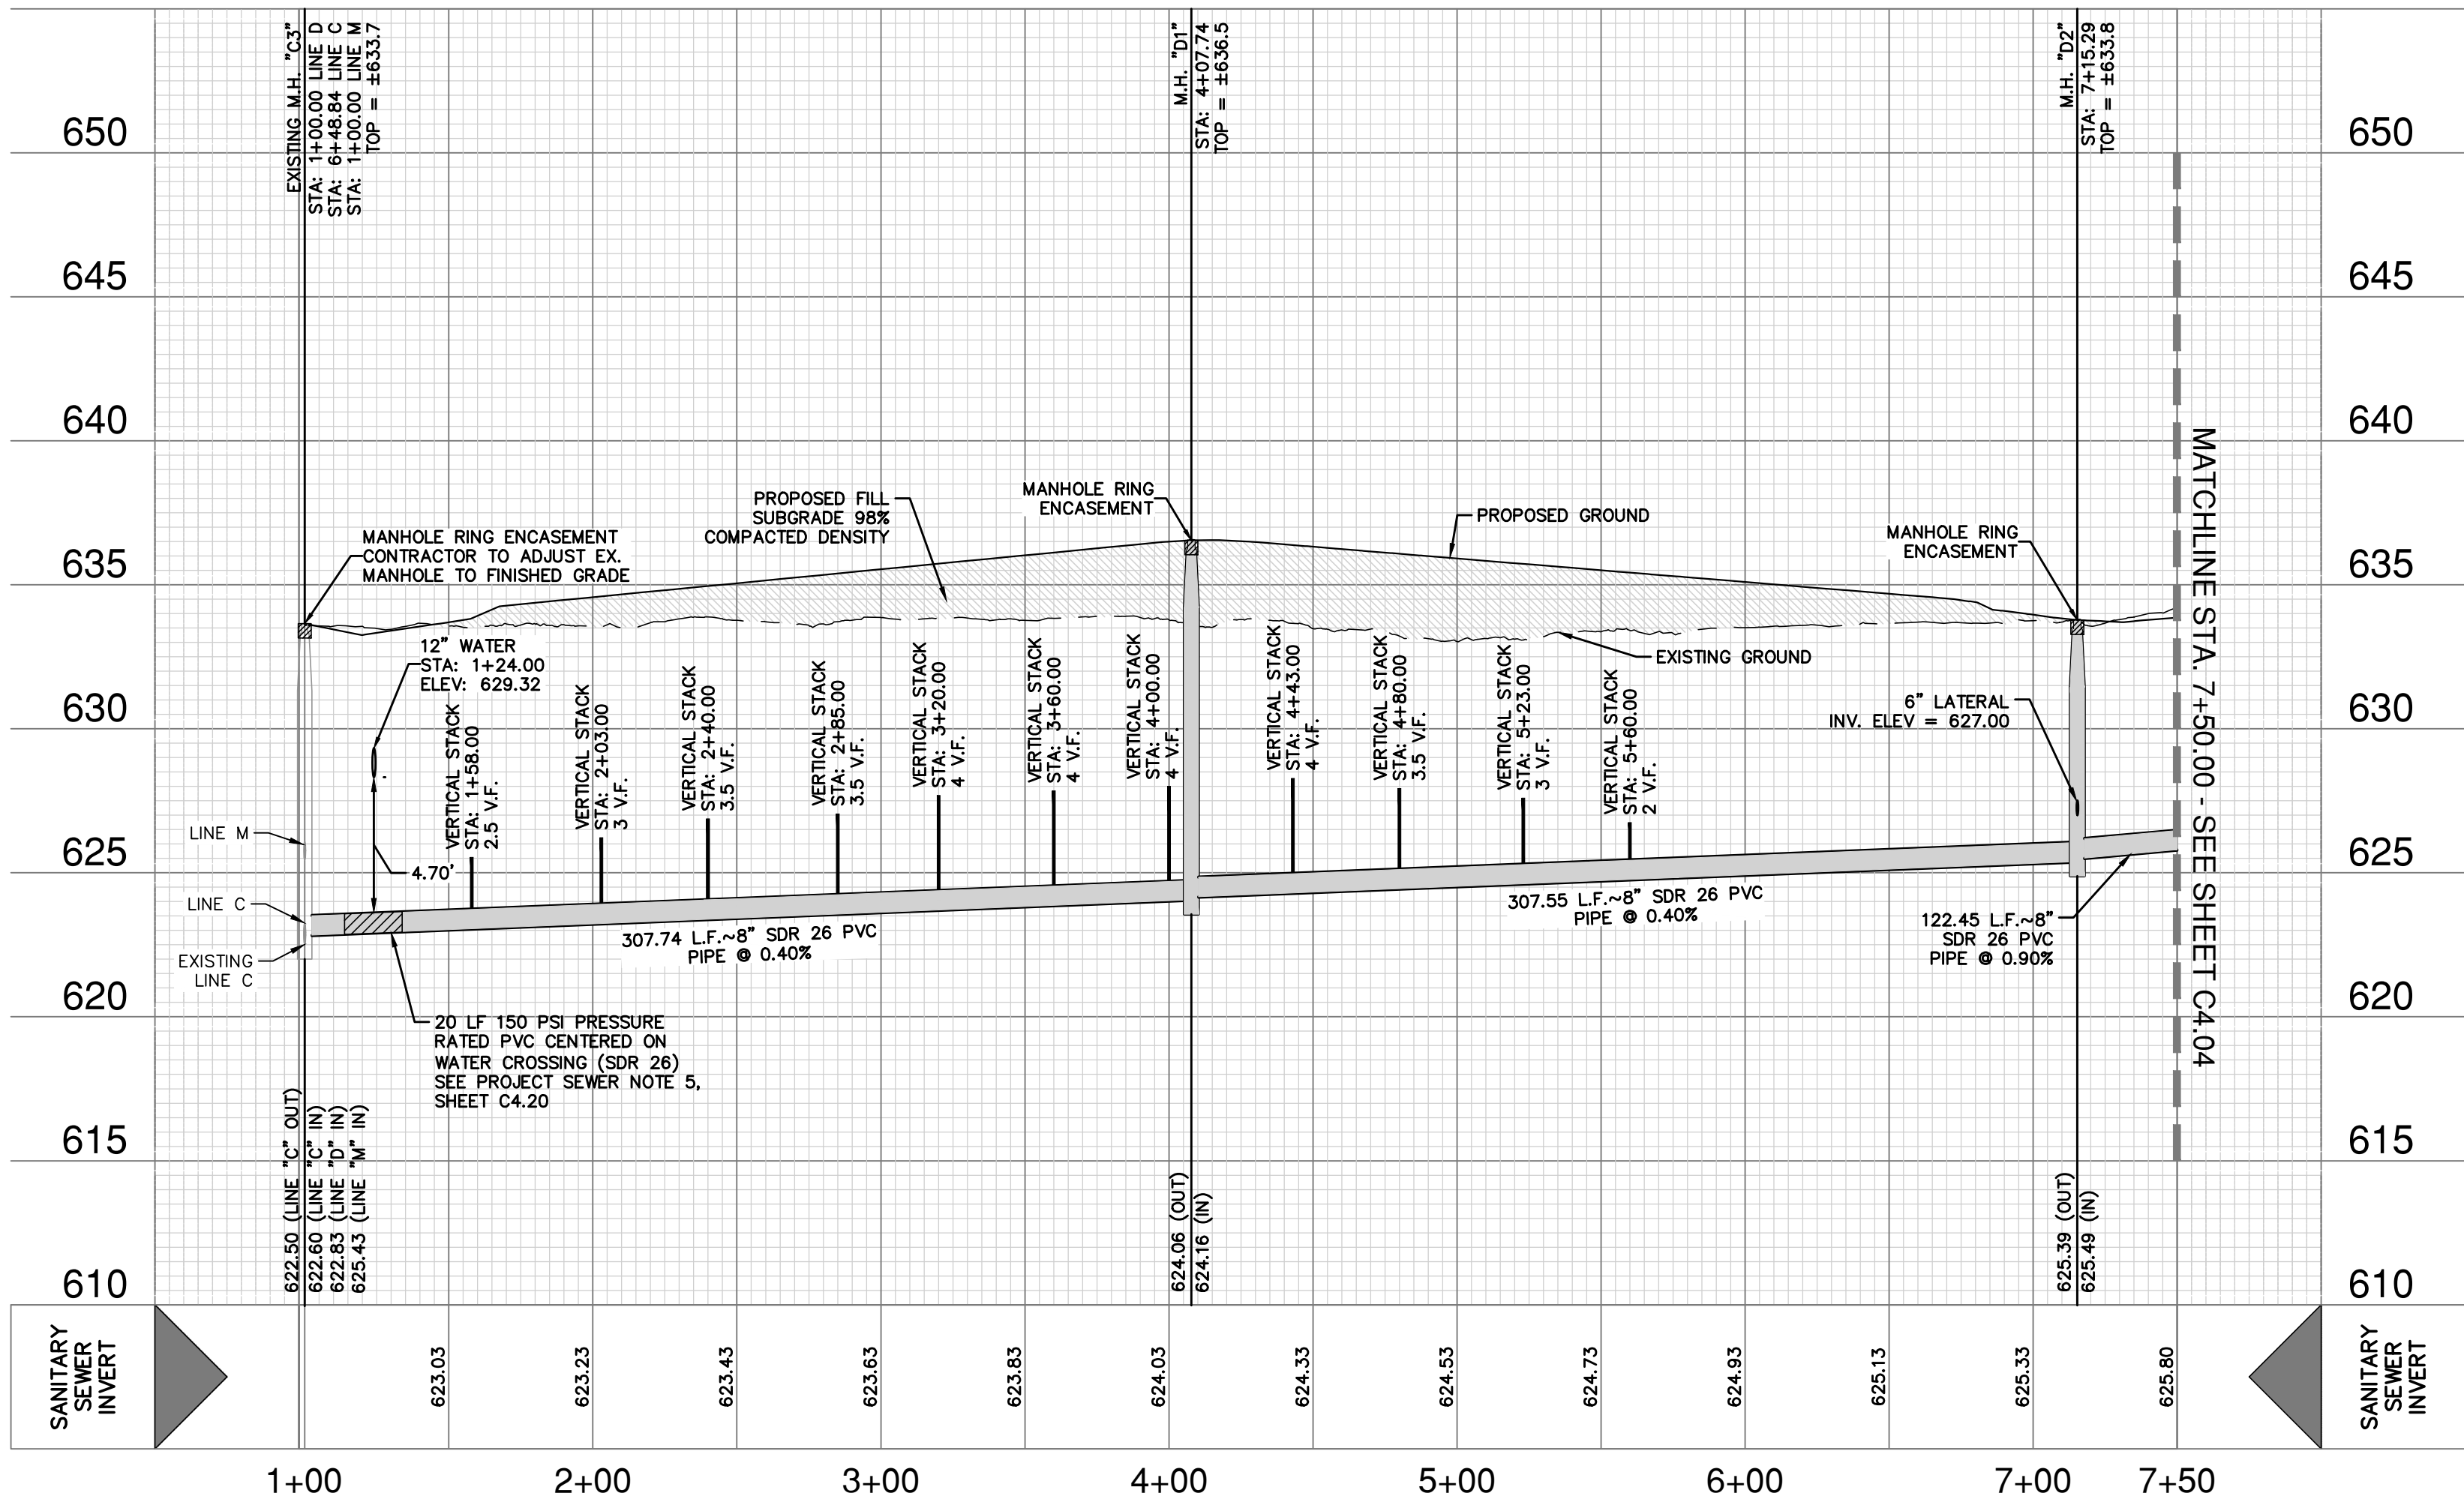 EXISTING M.H. "C3"
STA: 1+00.00 LINE D
STA: 6+48.84 LINE C
STA: 1+00.00 LINE M
TOP = ±633.7
M.H. "D1"
STA: 4+07.74
TOP = ±636.5
M.H. "D2"
STA: 7+15.29
TOP = ±633.8
650
650
645
645
640
640
635
635
630
630
625
625
620
620
615
615
610
610
MANHOLE RING ENCASEMENT
CONTRACTOR TO ADJUST EX.
MANHOLE TO FINISHED GRADE
PROPOSED FILL
SUBGRADE 98%
COMPACTED DENSITY
MANHOLE RING
ENCASEMENT
PROPOSED GROUND
MANHOLE RING
ENCASEMENT
EXISTING GROUND
12" WATER
STA: 1+24.00
ELEV: 629.32
4.70'
VERTICAL STACK
STA: 1+58.00
2.5 V.F.
VERTICAL STACK
STA: 2+03.00
3 V.F.
VERTICAL STACK
STA: 2+40.00
3.5 V.F.
VERTICAL STACK
STA: 2+85.00
3.5 V.F.
VERTICAL STACK
STA: 3+20.00
4 V.F.
VERTICAL STACK
STA: 3+60.00
4 V.F.
VERTICAL STACK
STA: 4+00.00
4 V.F.
VERTICAL STACK
STA: 4+43.00
4 V.F.
VERTICAL STACK
STA: 4+80.00
3.5 V.F.
VERTICAL STACK
STA: 5+23.00
3 V.F.
VERTICAL STACK
STA: 5+60.00
2 V.F.
6" LATERAL
INV. ELEV = 627.00
LINE M
LINE C
EXISTING
LINE C
307.74 L.F.~8" SDR 26 PVC
PIPE @ 0.40%
307.55 L.F.~8" SDR 26 PVC
PIPE @ 0.40%
122.45 L.F.~8"
SDR 26 PVC
PIPE @ 0.90%
20 LF 150 PSI PRESSURE
RATED PVC CENTERED ON
WATER CROSSING (SDR 26)
SEE PROJECT SEWER NOTE 5,
SHEET C4.20
MATCHLINE STA. 7+50.00 - SEE SHEET C4.04
622.50 (LINE "C" OUT)
622.60 (LINE "C" IN)
622.83 (LINE "D" IN)
625.43 (LINE "M" IN)
624.06 (OUT)
624.16 (IN)
625.39 (OUT)
625.49 (IN)
SANITARY
SEWER
INVERT
623.03
623.23
623.43
623.63
623.83
624.03
624.33
624.53
624.73
624.93
625.13
625.33
625.80
SANITARY
SEWER
INVERT
1+00
2+00
3+00
4+00
5+00
6+00
7+00
7+50